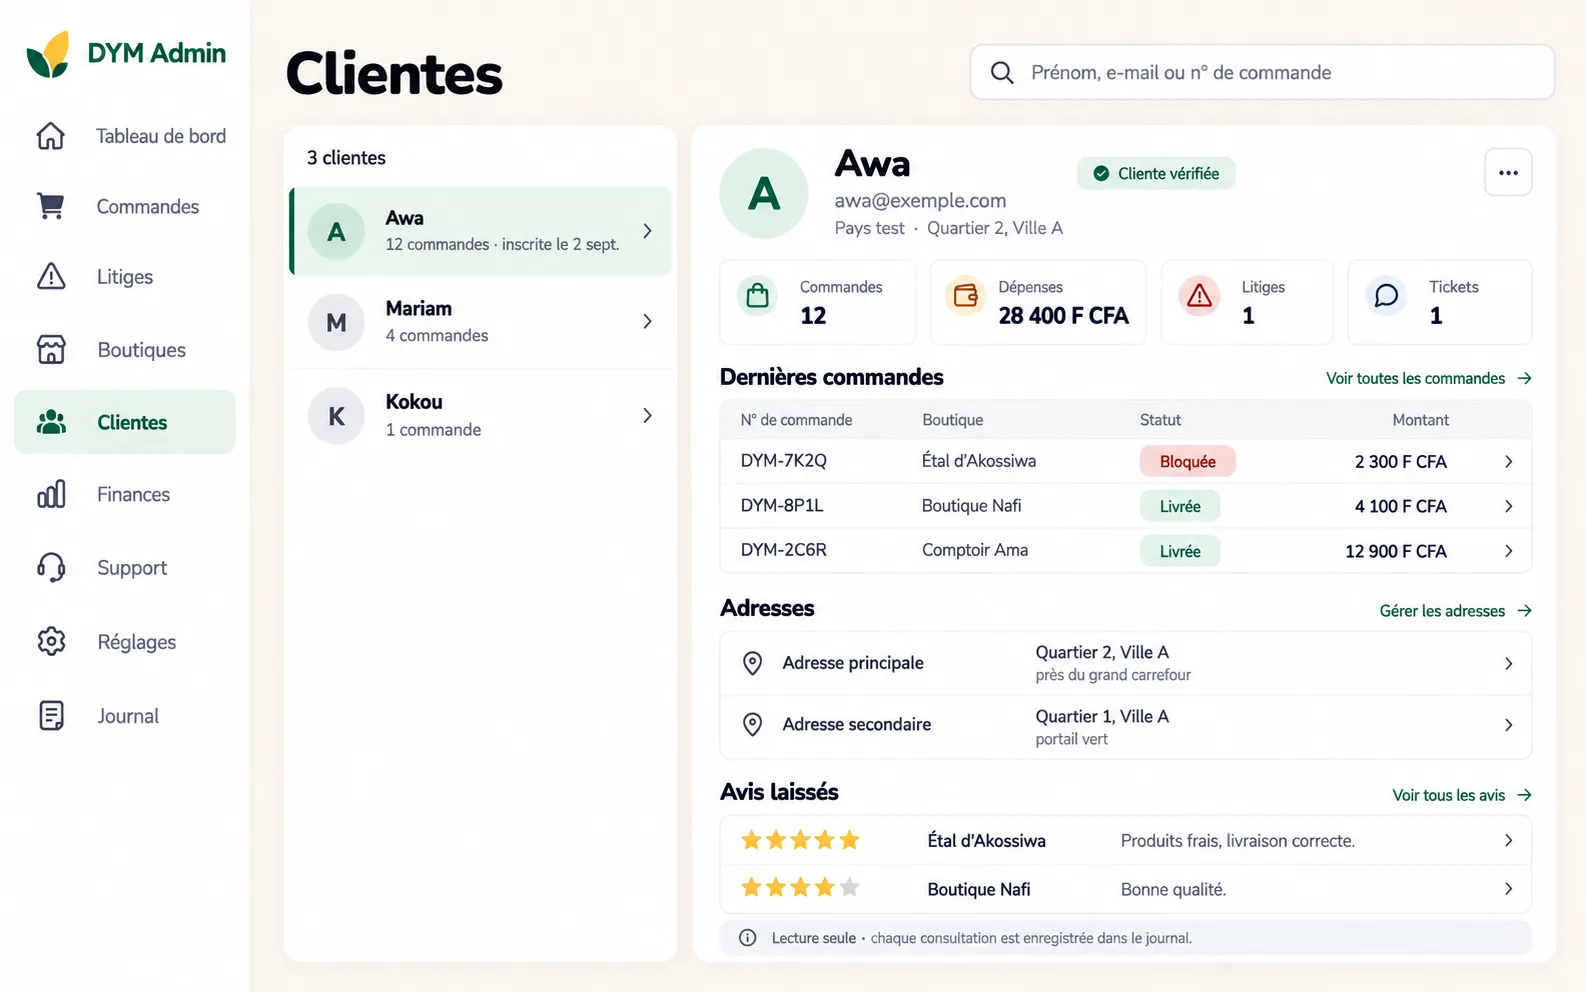 DYM Admin
Tableau de bord
Commandes
Litiges
Boutiques
Clientes
Finances
Support
Réglages
Journal
Clientes
Prénom, e-mail ou n° de commande
3 clientes
A
Awa
12 commandes · inscrite le 2 sept.
M
Mariam
4 commandes
K
Kokou
1 commande
A
Awa
Cliente vérifiée
awa@exemple.com
Pays test · Quartier 2, Ville A
Commandes
12
Dépenses
28 400 F CFA
Litiges
1
Tickets
1
Dernières commandes
Voir toutes les commandes →
N° de commande Boutique Statut Montant
DYM-7K2Q Étal d'Akossiwa Bloquée 2 300 F CFA
DYM-8P1L Boutique Nafi Livrée 4 100 F CFA
DYM-2C6R Comptoir Ama Livrée 12 900 F CFA
Adresses
Gérer les adresses →
Adresse principale
Quartier 2, Ville A
près du grand carrefour
Adresse secondaire
Quartier 1, Ville A
portail vert
Avis laissés
Voir tous les avis →
Étal d'Akossiwa Produits frais, livraison correcte.
Boutique Nafi Bonne qualité.
Lecture seule · chaque consultation est enregistrée dans le journal.